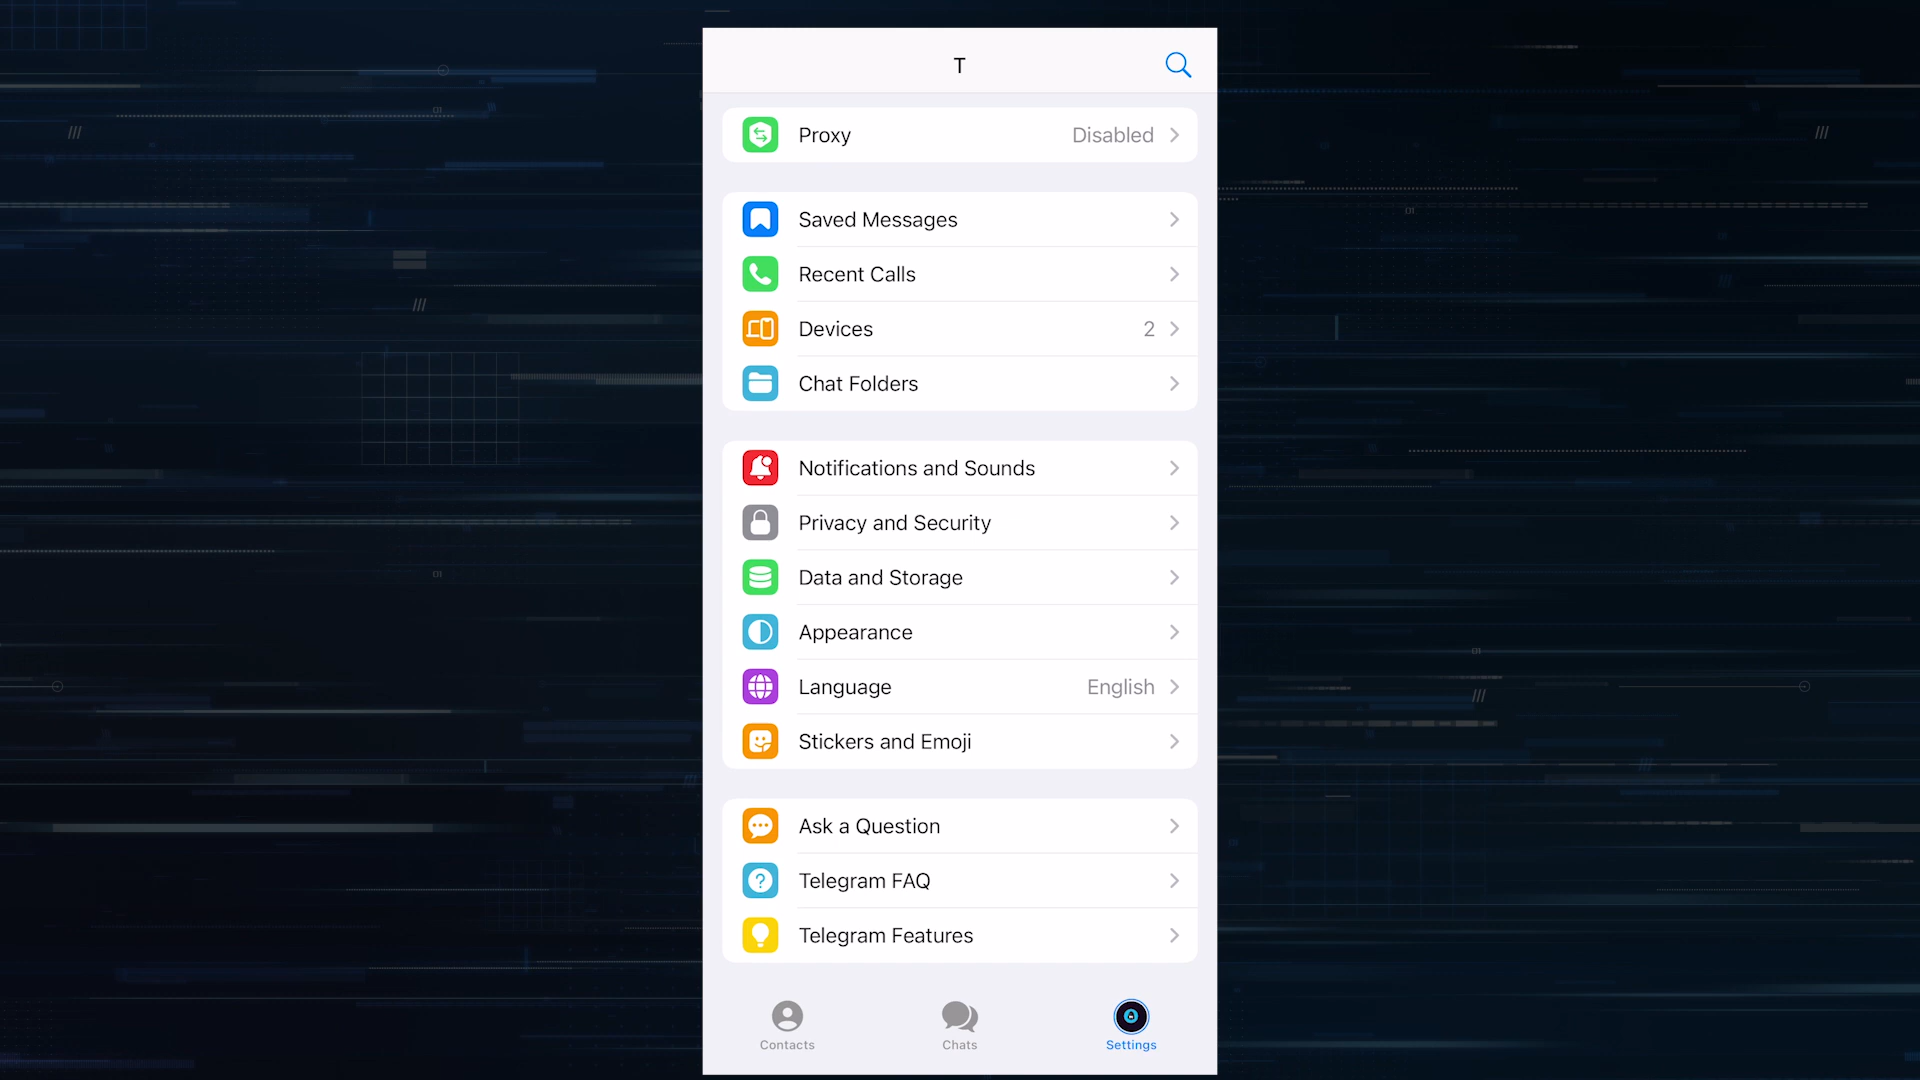 T
Proxy Disabled
Saved Messages
Recent Calls
Devices 2
Chat Folders
Notifications and Sounds
Privacy and Security
Data and Storage
Appearance
Language English
Stickers and Emoji
Ask a Question
Telegram FAQ
Telegram Features
Contacts Chats Settings